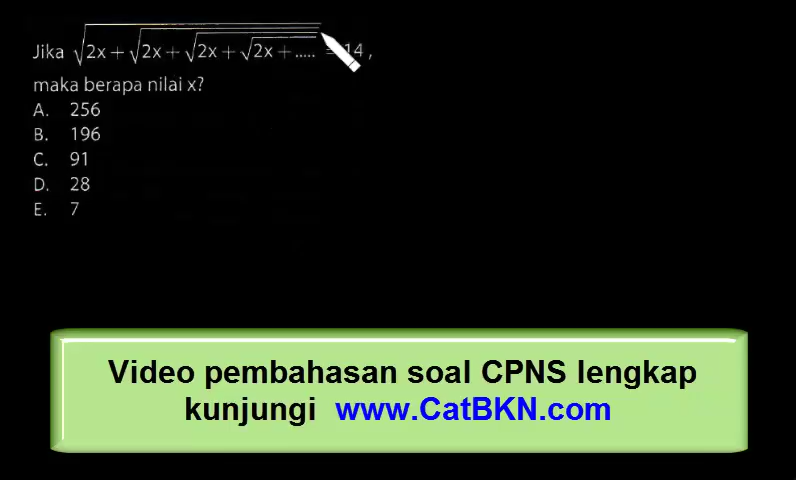 Jika √2x + √2x + √2x + √2x + ..... = 14 ,
maka berapa nilai x?
A. 256
B. 196
C. 91
D. 28
E. 7
Video pembahasan soal CPNS lengkap
kunjungi www.CatBKN.com